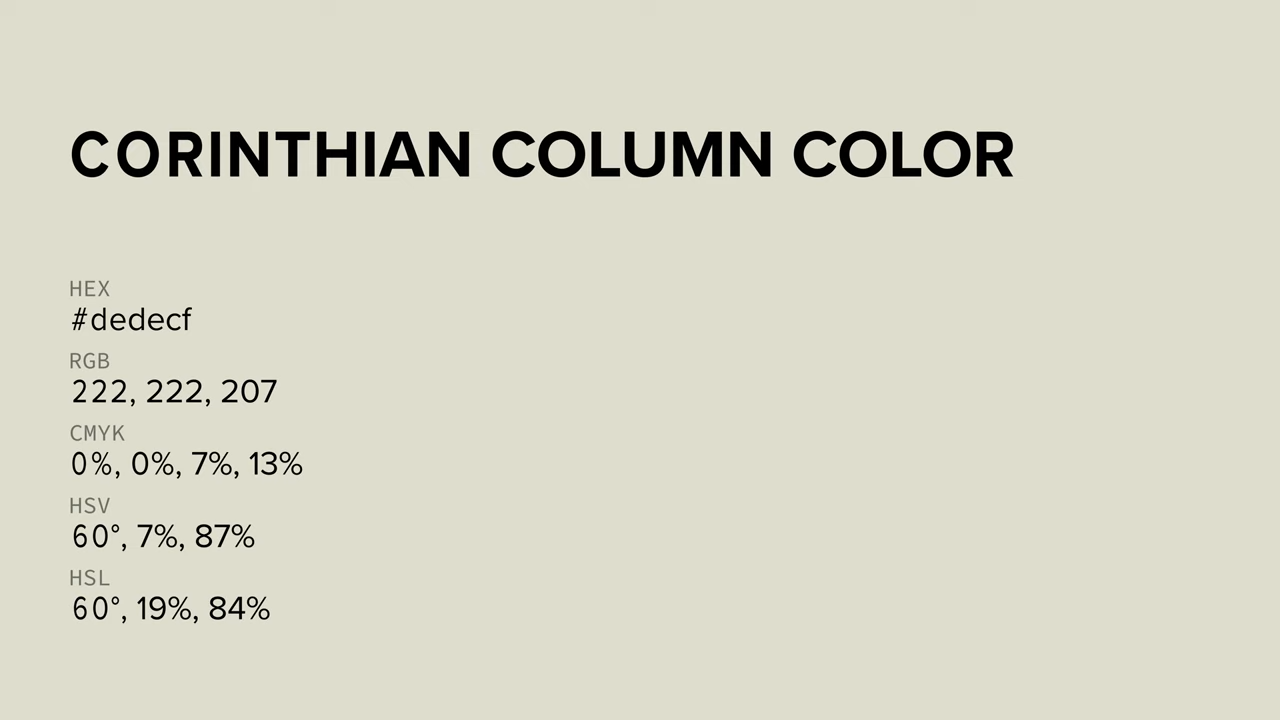 CORINTHIAN COLUMN COLOR
HEX
#dedecf
RGB
222, 222, 207
CMYK
0%, 0%, 7%, 13%
HSV
60°, 7%, 87%
HSL
60°, 19%, 84%